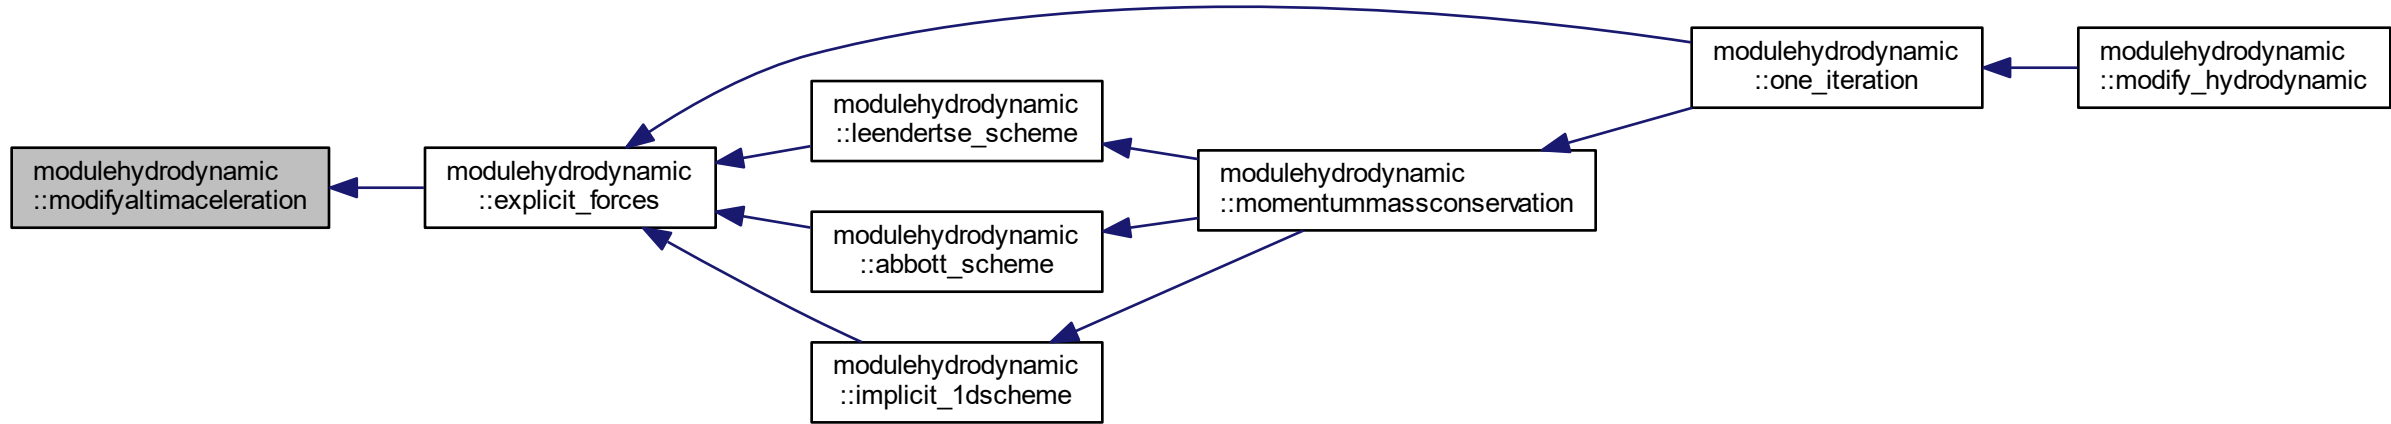 modulehydrodynamic
::modifyaltimaceleration
modulehydrodynamic
::explicit_forces
modulehydrodynamic
::leendertse_scheme
modulehydrodynamic
::abbott_scheme
modulehydrodynamic
::implicit_1dscheme
modulehydrodynamic
::momentummassconservation
modulehydrodynamic
::one_iteration
modulehydrodynamic
::modify_hydrodynamic